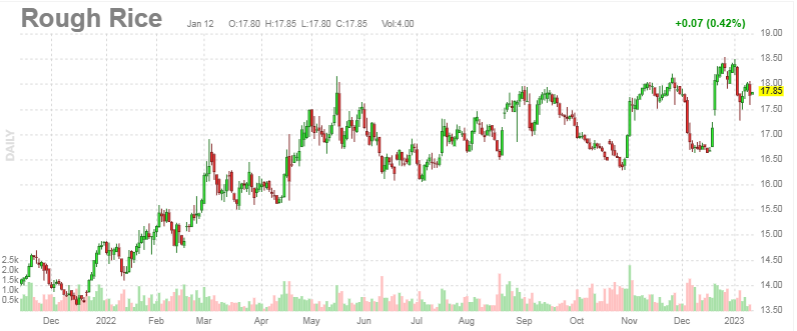 Rough Rice Jan 12 O:17.80 H:17.85 L:17.80 C:17.85 Vol:4.00 +0.07 (0.42%)
19.00
18.50
18.00
17.85
17.50
17.00
DAILY
16.50
16.00
15.50
15.00
14.50
2.5k
2.0k
1.5k
1.0k
0.5k
14.00
13.50
Dec 2022 Feb Mar Apr May Jun Jul Aug Sep Oct Nov Dec 2023